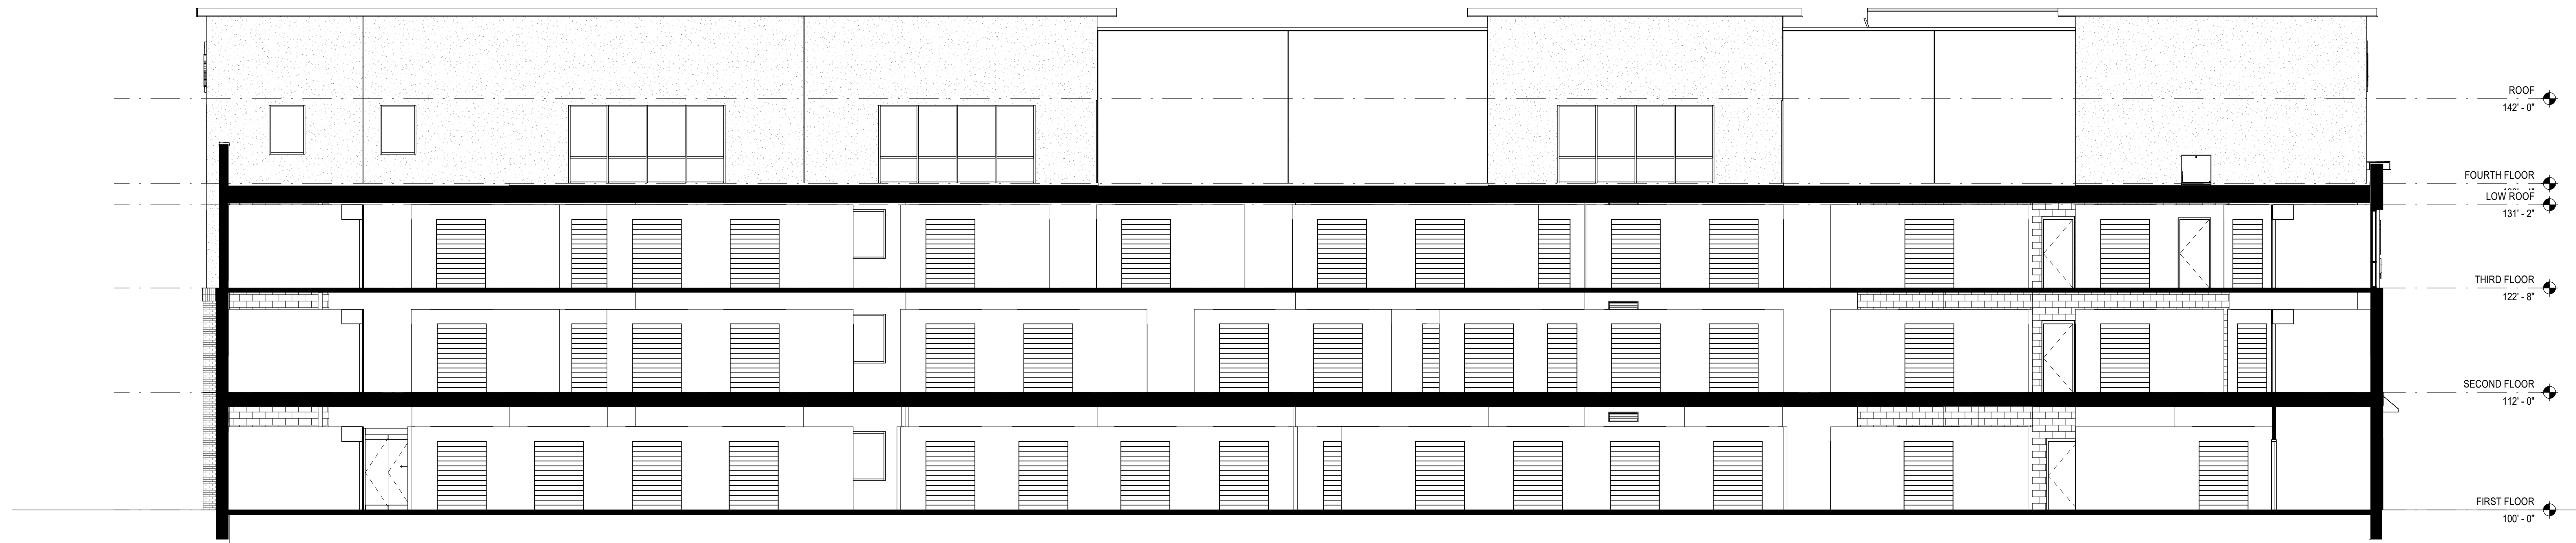 ROOF
142' - 0"
FOURTH FLOOR
LOW ROOF
131' - 2"
THIRD FLOOR
122' - 8"
SECOND FLOOR
112' - 0"
FIRST FLOOR
100' - 0"